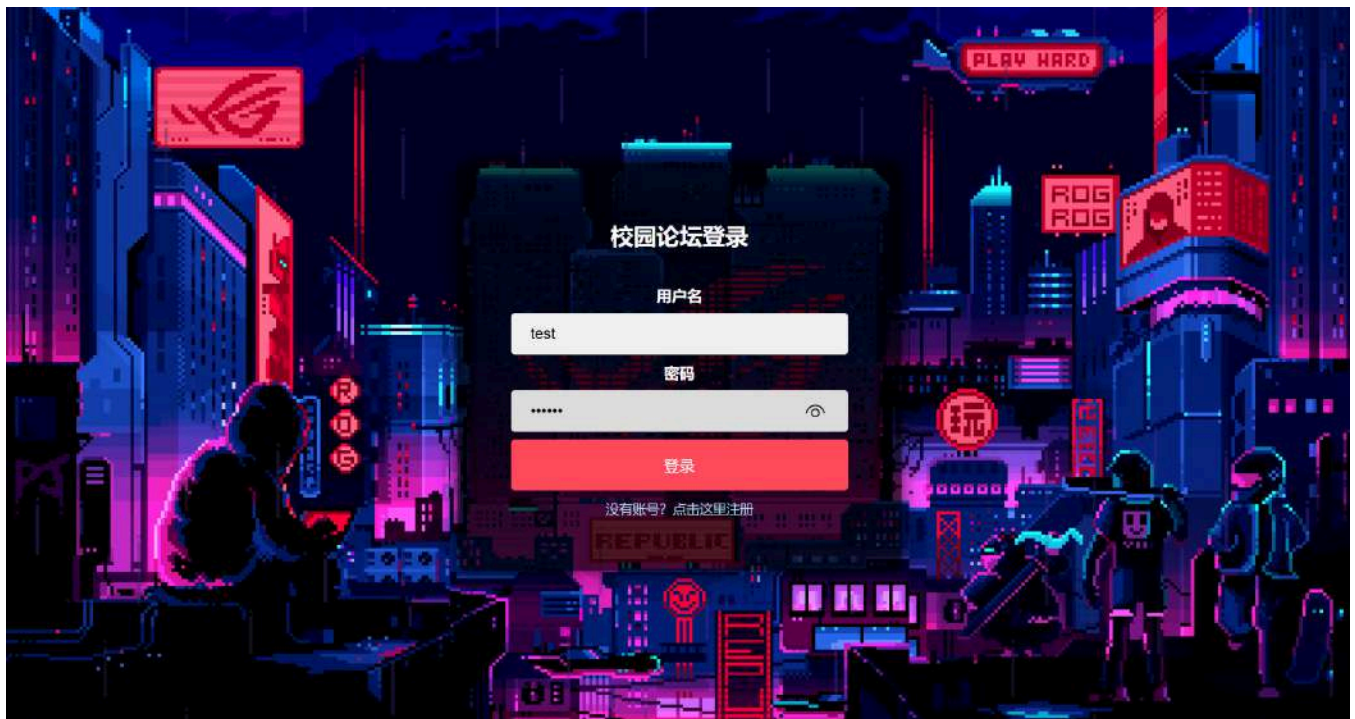 PLAY HARD
ROG
ROG
校园论坛登录
用户名
test
密码
••••••
R
O
G
玩
登录
没有账号？点击这里注册
REPUBLIC